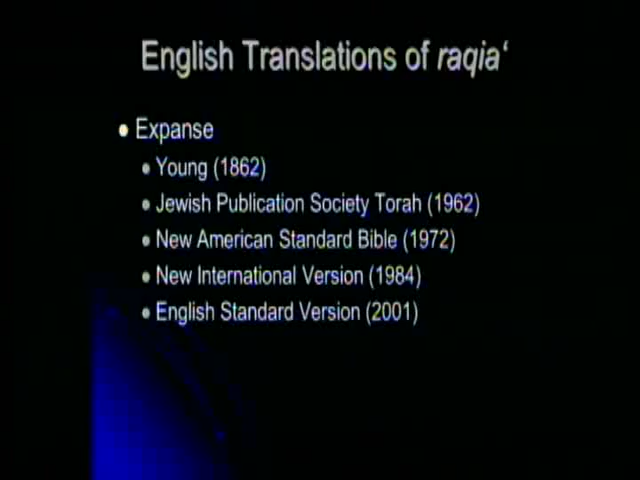 English Translations of raqia‘
• Expanse
• Young (1862)
• Jewish Publication Society Torah (1962)
• New American Standard Bible (1972)
• New International Version (1984)
• English Standard Version (2001)